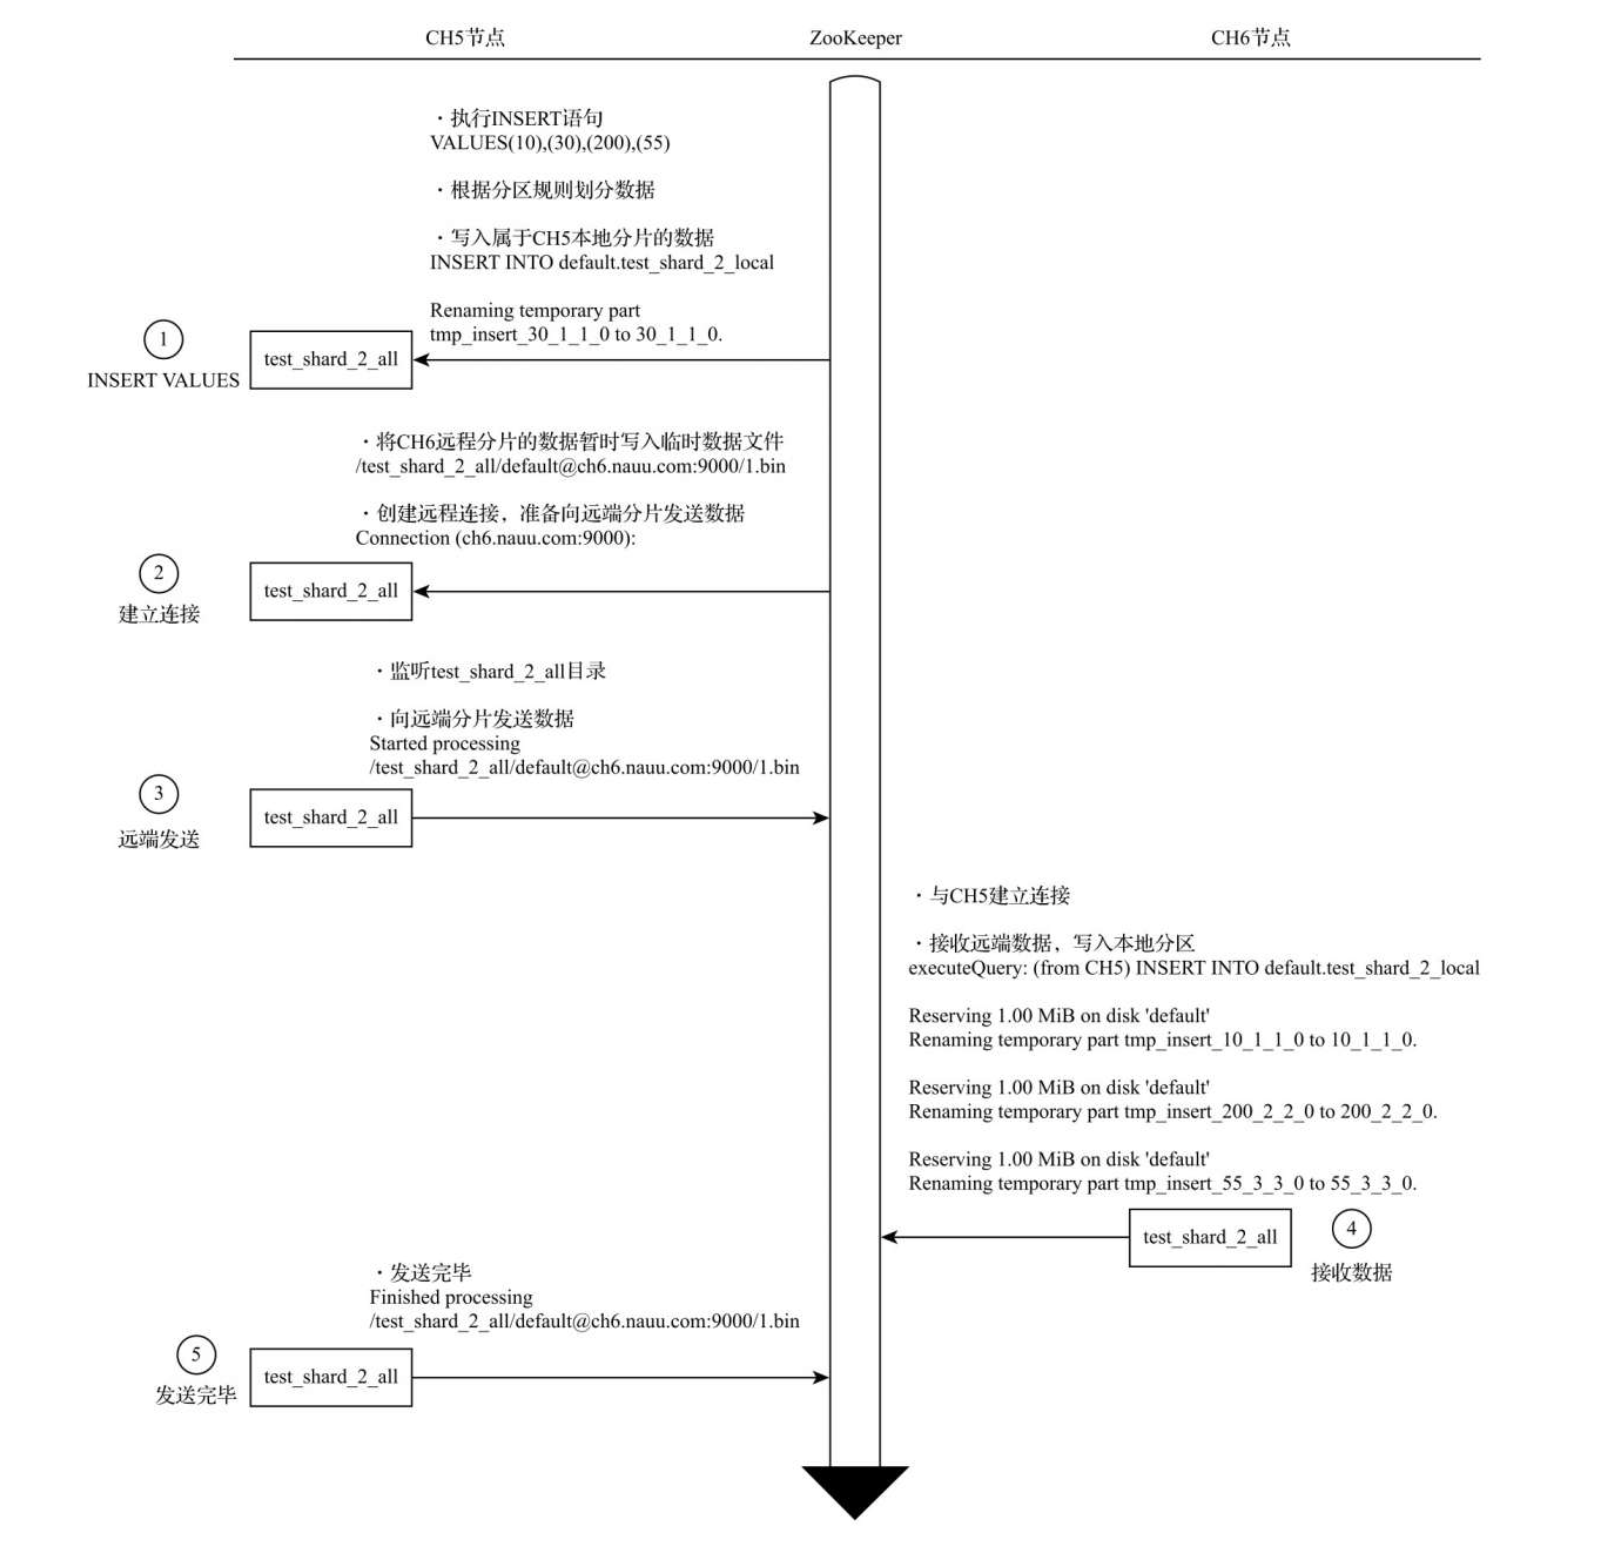 CH5节点
ZooKeeper
CH6节点
·执行INSERT语句
VALUES(10),(30),(200),(55)
·根据分区规则划分数据
·写入属于CH5本地分片的数据
INSERT INTO default.test_shard_2_local
Renaming temporary part
tmp_insert_30_1_1_0 to 30_1_1_0.
1
INSERT VALUES
test_shard_2_all
·将CH6远程分片的数据暂时写入临时数据文件
/test_shard_2_all/default@ch6.nauu.com:9000/1.bin
·创建远程连接，准备向远端分片发送数据
Connection (ch6.nauu.com:9000):
2
建立连接
test_shard_2_all
·监听test_shard_2_all目录
·向远端分片发送数据
Started processing
/test_shard_2_all/default@ch6.nauu.com:9000/1.bin
3
远端发送
test_shard_2_all
·与CH5建立连接
·接收远端数据，写入本地分区
executeQuery: (from CH5) INSERT INTO default.test_shard_2_local
Reserving 1.00 MiB on disk 'default'
Renaming temporary part tmp_insert_10_1_1_0 to 10_1_1_0.
Reserving 1.00 MiB on disk 'default'
Renaming temporary part tmp_insert_200_2_2_0 to 200_2_2_0.
Reserving 1.00 MiB on disk 'default'
Renaming temporary part tmp_insert_55_3_3_0 to 55_3_3_0.
test_shard_2_all
4
接收数据
·发送完毕
Finished processing
/test_shard_2_all/default@ch6.nauu.com:9000/1.bin
5
发送完毕
test_shard_2_all